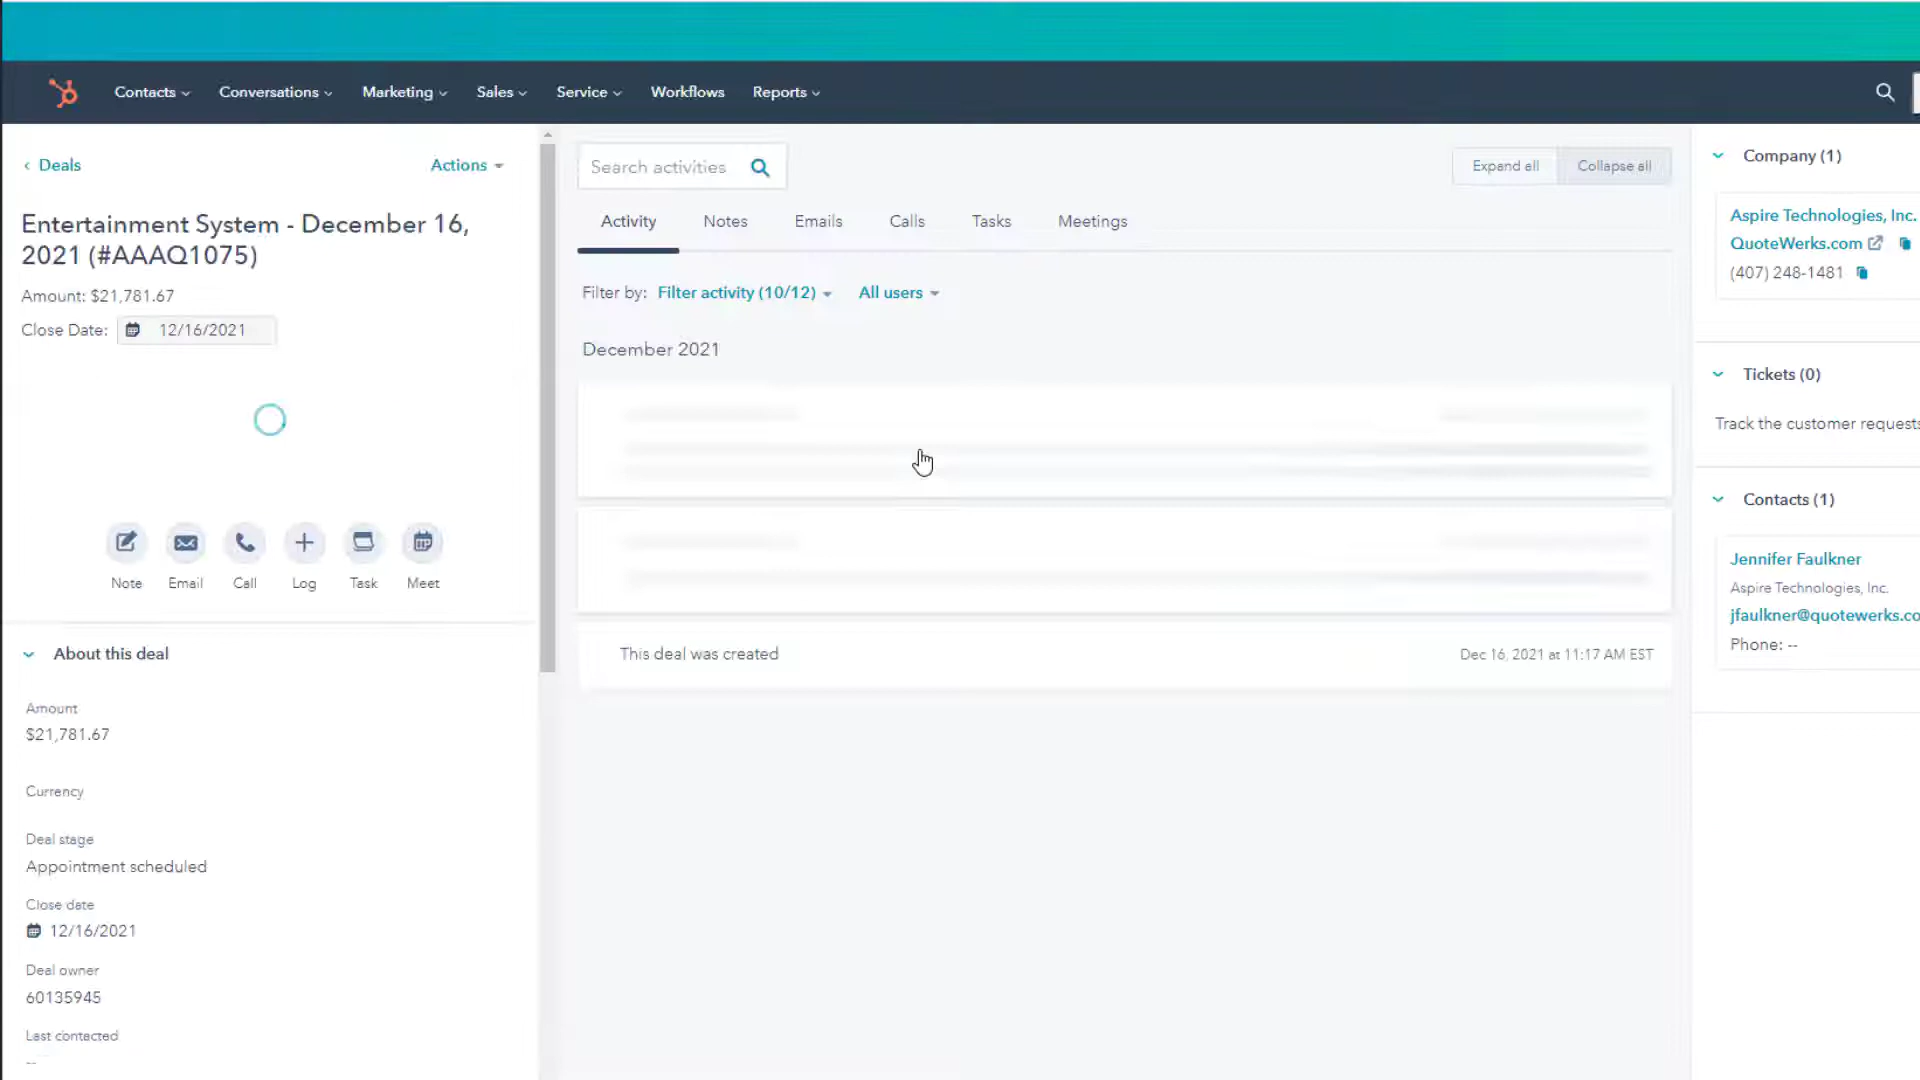 Contacts
Conversations
Marketing
Sales
Service
Workflows
Reports
Deals
Actions
Entertainment System - December 16,
2021 (#AAAQ1075)
Amount: $21,781.67
Close Date: 12/16/2021
Note
Email
Call
Log
Task
Meet
About this deal
Amount
$21,781.67
Currency
Deal stage
Appointment scheduled
Close date
12/16/2021
Deal owner
60135945
Last contacted
--
Search activities
Expand all
Collapse all
Activity
Notes
Emails
Calls
Tasks
Meetings
Filter by: Filter activity (10/12) All users
December 2021
This deal was created
Dec 16, 2021 at 11:17 AM EST
Company (1)
Aspire Technologies, Inc.
QuoteWerks.com
(407) 248-1481
Tickets (0)
Track the customer requests
Contacts (1)
Jennifer Faulkner
Aspire Technologies, Inc.
jfaulkner@quotewerks.co
Phone: --